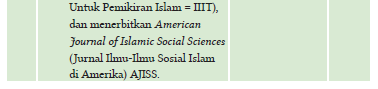 Untuk Pemikiran Islam = IIIT),
dan menerbitkan American
Journal of Islamic Social Sciences
(Jurnal Ilmu-Ilmu Sosial Islam
di Amerika) AJISS.